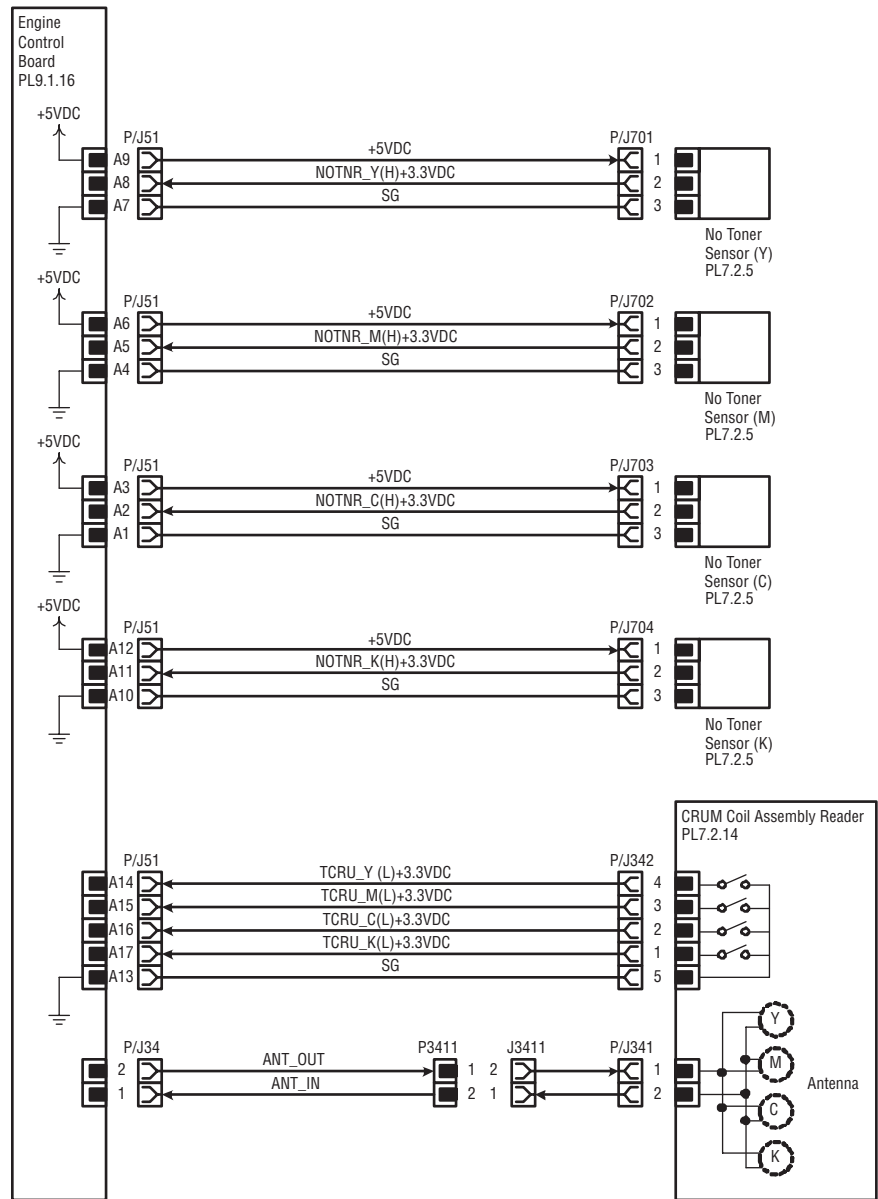 Engine
Control
Board
PL9.1.16
+5VDC
P/J51
P/J701
A9
+5VDC
1
A8
NOTNR_Y(H)+3.3VDC
2
A7
SG
3
No Toner
Sensor (Y)
PL7.2.5
+5VDC
P/J51
P/J702
A6
+5VDC
1
A5
NOTNR_M(H)+3.3VDC
2
A4
SG
3
No Toner
Sensor (M)
PL7.2.5
+5VDC
P/J51
P/J703
A3
+5VDC
1
A2
NOTNR_C(H)+3.3VDC
2
A1
SG
3
No Toner
Sensor (C)
PL7.2.5
+5VDC
P/J51
P/J704
A12
+5VDC
1
A11
NOTNR_K(H)+3.3VDC
2
A10
SG
3
No Toner
Sensor (K)
PL7.2.5
CRUM Coil Assembly Reader
PL7.2.14
P/J51
P/J342
A14
TCRU_Y (L)+3.3VDC
4
A15
TCRU_M(L)+3.3VDC
3
A16
TCRU_C(L)+3.3VDC
2
A17
TCRU_K(L)+3.3VDC
1
A13
SG
5
P/J34
P3411
J3411
P/J341
2
ANT_OUT
1
2
1
1
ANT_IN
2
1
2
Y
M
C
K
Antenna